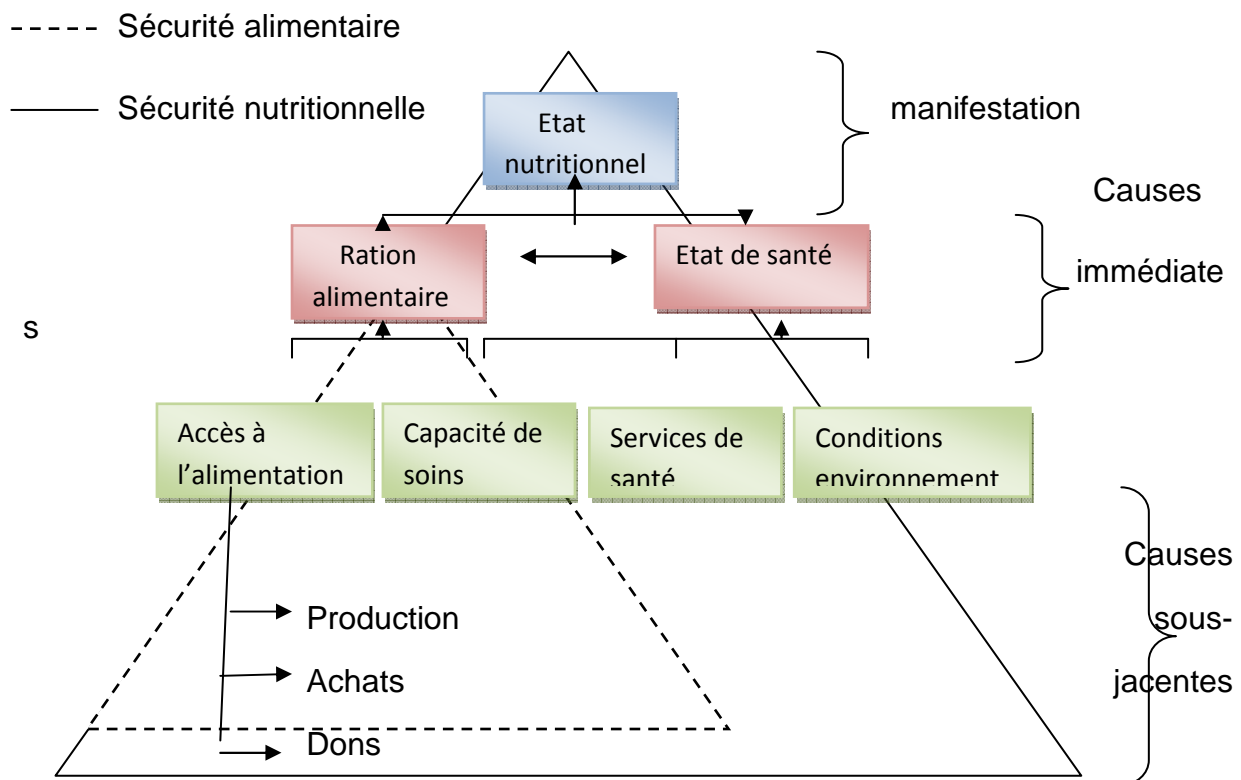 Sécurité alimentaire
Sécurité nutritionnelle
manifestation
Etat
nutritionnel
Causes
immédiate
s
Ration
alimentaire
Etat de santé
Accès à
l’alimentation
Capacité de
soins
Services de
santé
Conditions
environnement
Causes
sous-
jacentes
Production
Achats
Dons